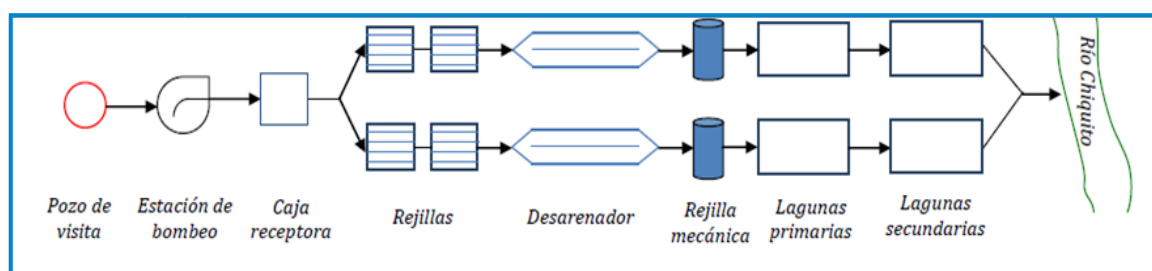 Río Chiquito
Pozo de
visita
Estación de
bombeo
Caja
receptora
Rejillas
Desarenador
Rejilla
mecánica
Lagunas
primarias
Lagunas
secundarias